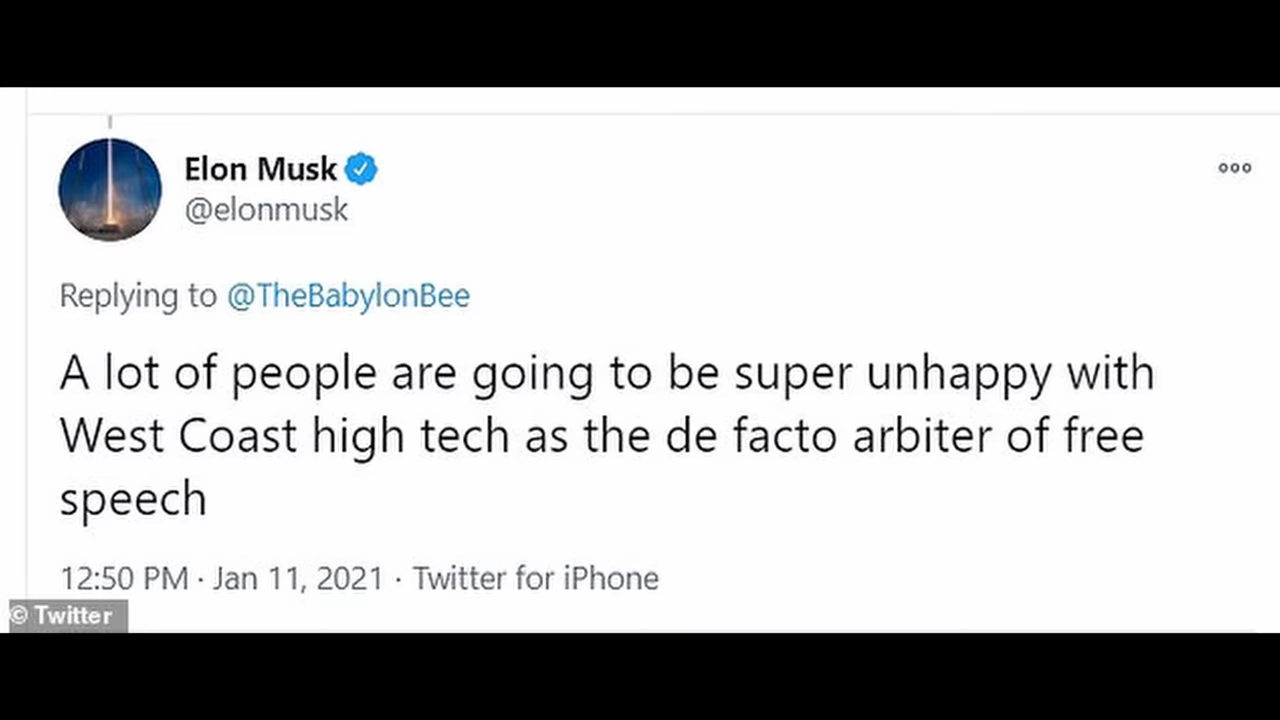 Elon Musk
@elonmusk
Replying to @TheBabylonBee
A lot of people are going to be super unhappy with
West Coast high tech as the de facto arbiter of free
speech
12:50 PM · Jan 11, 2021 · Twitter for iPhone
© Twitter